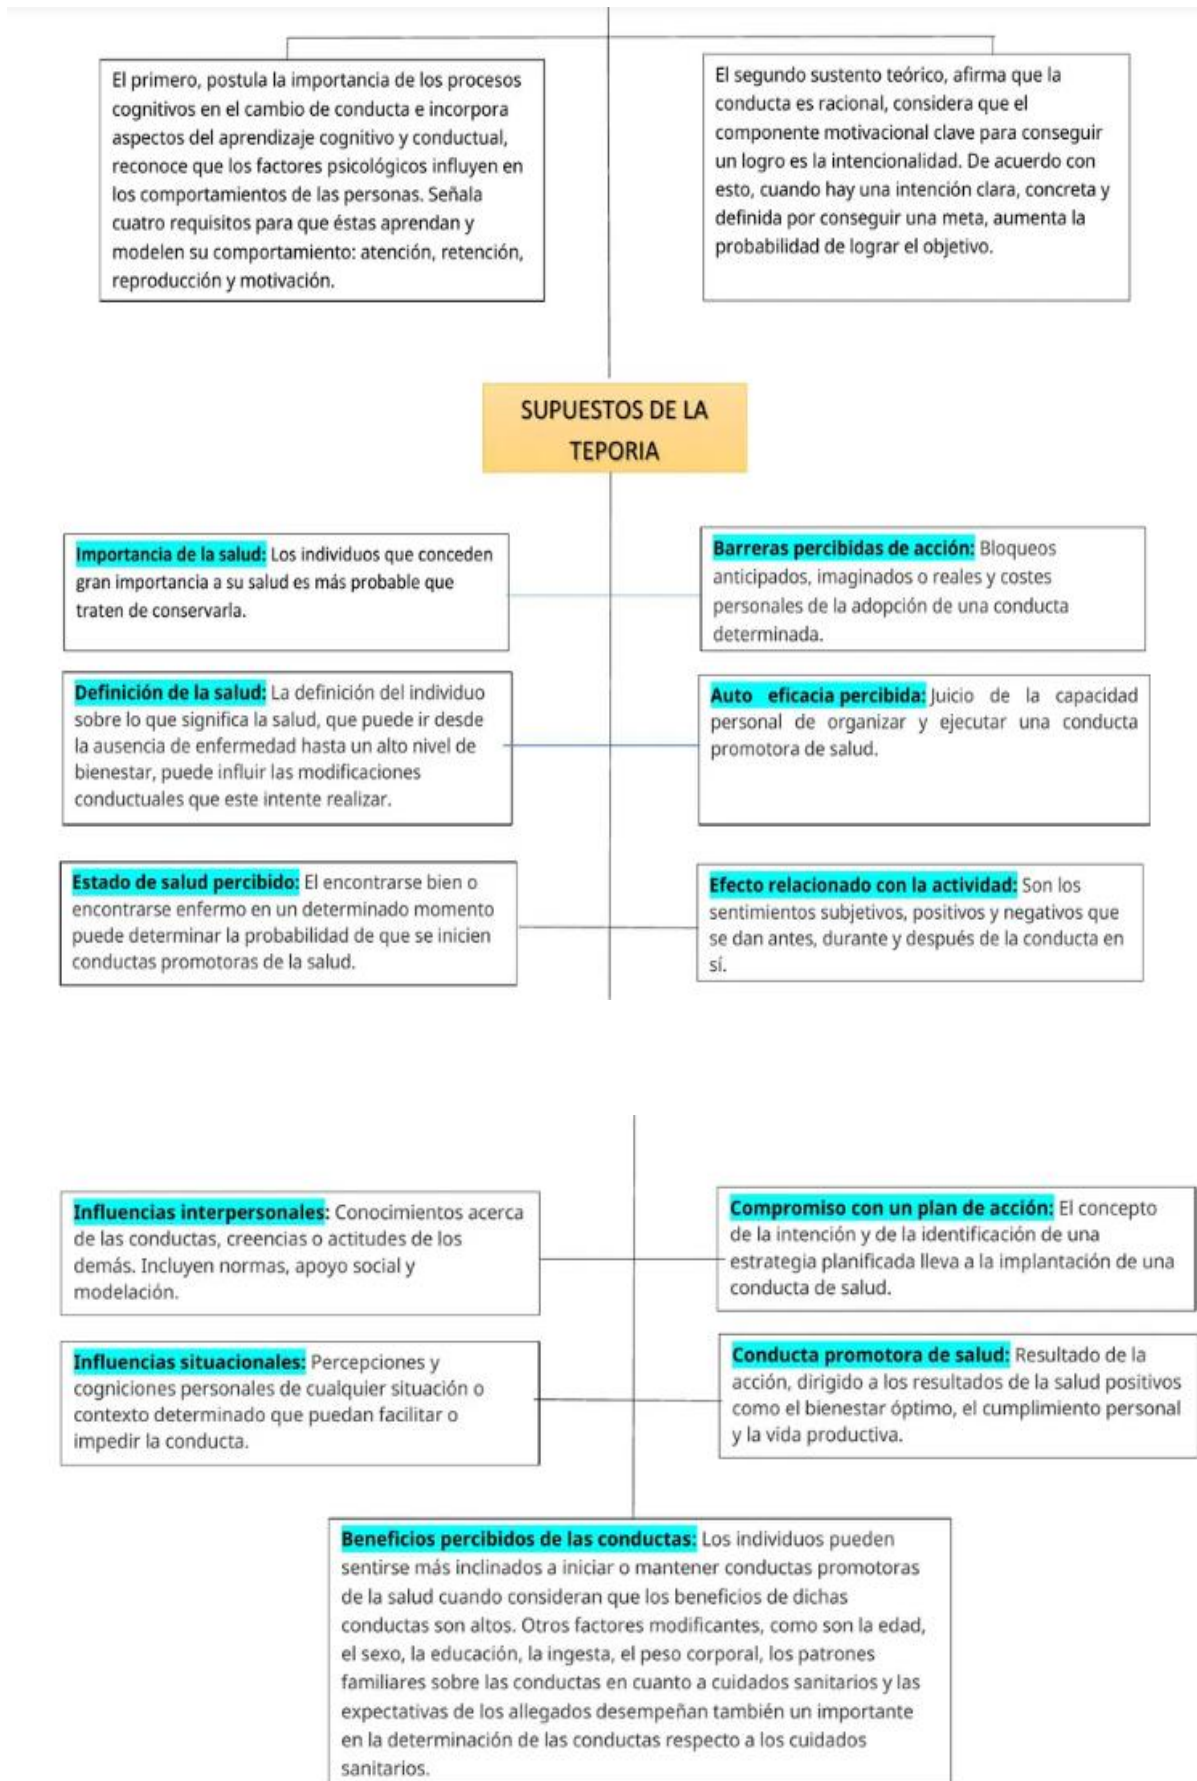 El primero, postula la importancia de los procesos
cognitivos en el cambio de conducta e incorpora
aspectos del aprendizaje cognitivo y conductual,
reconoce que los factores psicológicos influyen en
los comportamientos de las personas. Señala
cuatro requisitos para que éstas aprendan y
modelen su comportamiento: atención, retención,
reproducción y motivación.
El segundo sustento teórico, afirma que la
conducta es racional, considera que el
componente motivacional clave para conseguir
un logro es la intencionalidad. De acuerdo con
esto, cuando hay una intención clara, concreta y
definida por conseguir una meta, aumenta la
probabilidad de lograr el objetivo.
SUPUESTOS DE LA
TEPORIA
Importancia de la salud: Los individuos que conceden
gran importancia a su salud es más probable que
traten de conservarla.
Barreras percibidas de acción: Bloqueos
anticipados, imaginados o reales y costes
personales de la adopción de una conducta
determinada.
Definición de la salud: La definición del individuo
sobre lo que significa la salud, que puede ir desde
la ausencia de enfermedad hasta un alto nivel de
bienestar, puede influir las modificaciones
conductuales que este intente realizar.
Auto eficacia percibida: Juicio de la capacidad
personal de organizar y ejecutar una conducta
promotora de salud.
Estado de salud percibido: El encontrarse bien o
encontrarse enfermo en un determinado momento
puede determinar la probabilidad de que se inicien
conductas promotoras de la salud.
Efecto relacionado con la actividad: Son los
sentimientos subjetivos, positivos y negativos que
se dan antes, durante y después de la conducta en
sí.
Influencias interpersonales: Conocimientos acerca
de las conductas, creencias o actitudes de los
demás. Incluyen normas, apoyo social y
modelación.
Compromiso con un plan de acción: El concepto
de la intención y de la identificación de una
estrategia planificada lleva a la implantación de una
conducta de salud.
Influencias situacionales: Percepciones y
cogniciones personales de cualquier situación o
contexto determinado que puedan facilitar o
impedir la conducta.
Conducta promotora de salud: Resultado de la
acción, dirigido a los resultados de la salud positivos
como el bienestar óptimo, el cumplimiento personal
y la vida productiva.
Beneficios percibidos de las conductas: Los individuos pueden
sentirse más inclinados a iniciar o mantener conductas promotoras
de la salud cuando consideran que los beneficios de dichas
conductas son altos. Otros factores modificantes, como son la edad,
el sexo, la educación, la ingesta, el peso corporal, los patrones
familiares sobre las conductas en cuanto a cuidados sanitarios y las
expectativas de los allegados desempeñan también un importante
en la determinación de las conductas respecto a los cuidados
sanitarios.